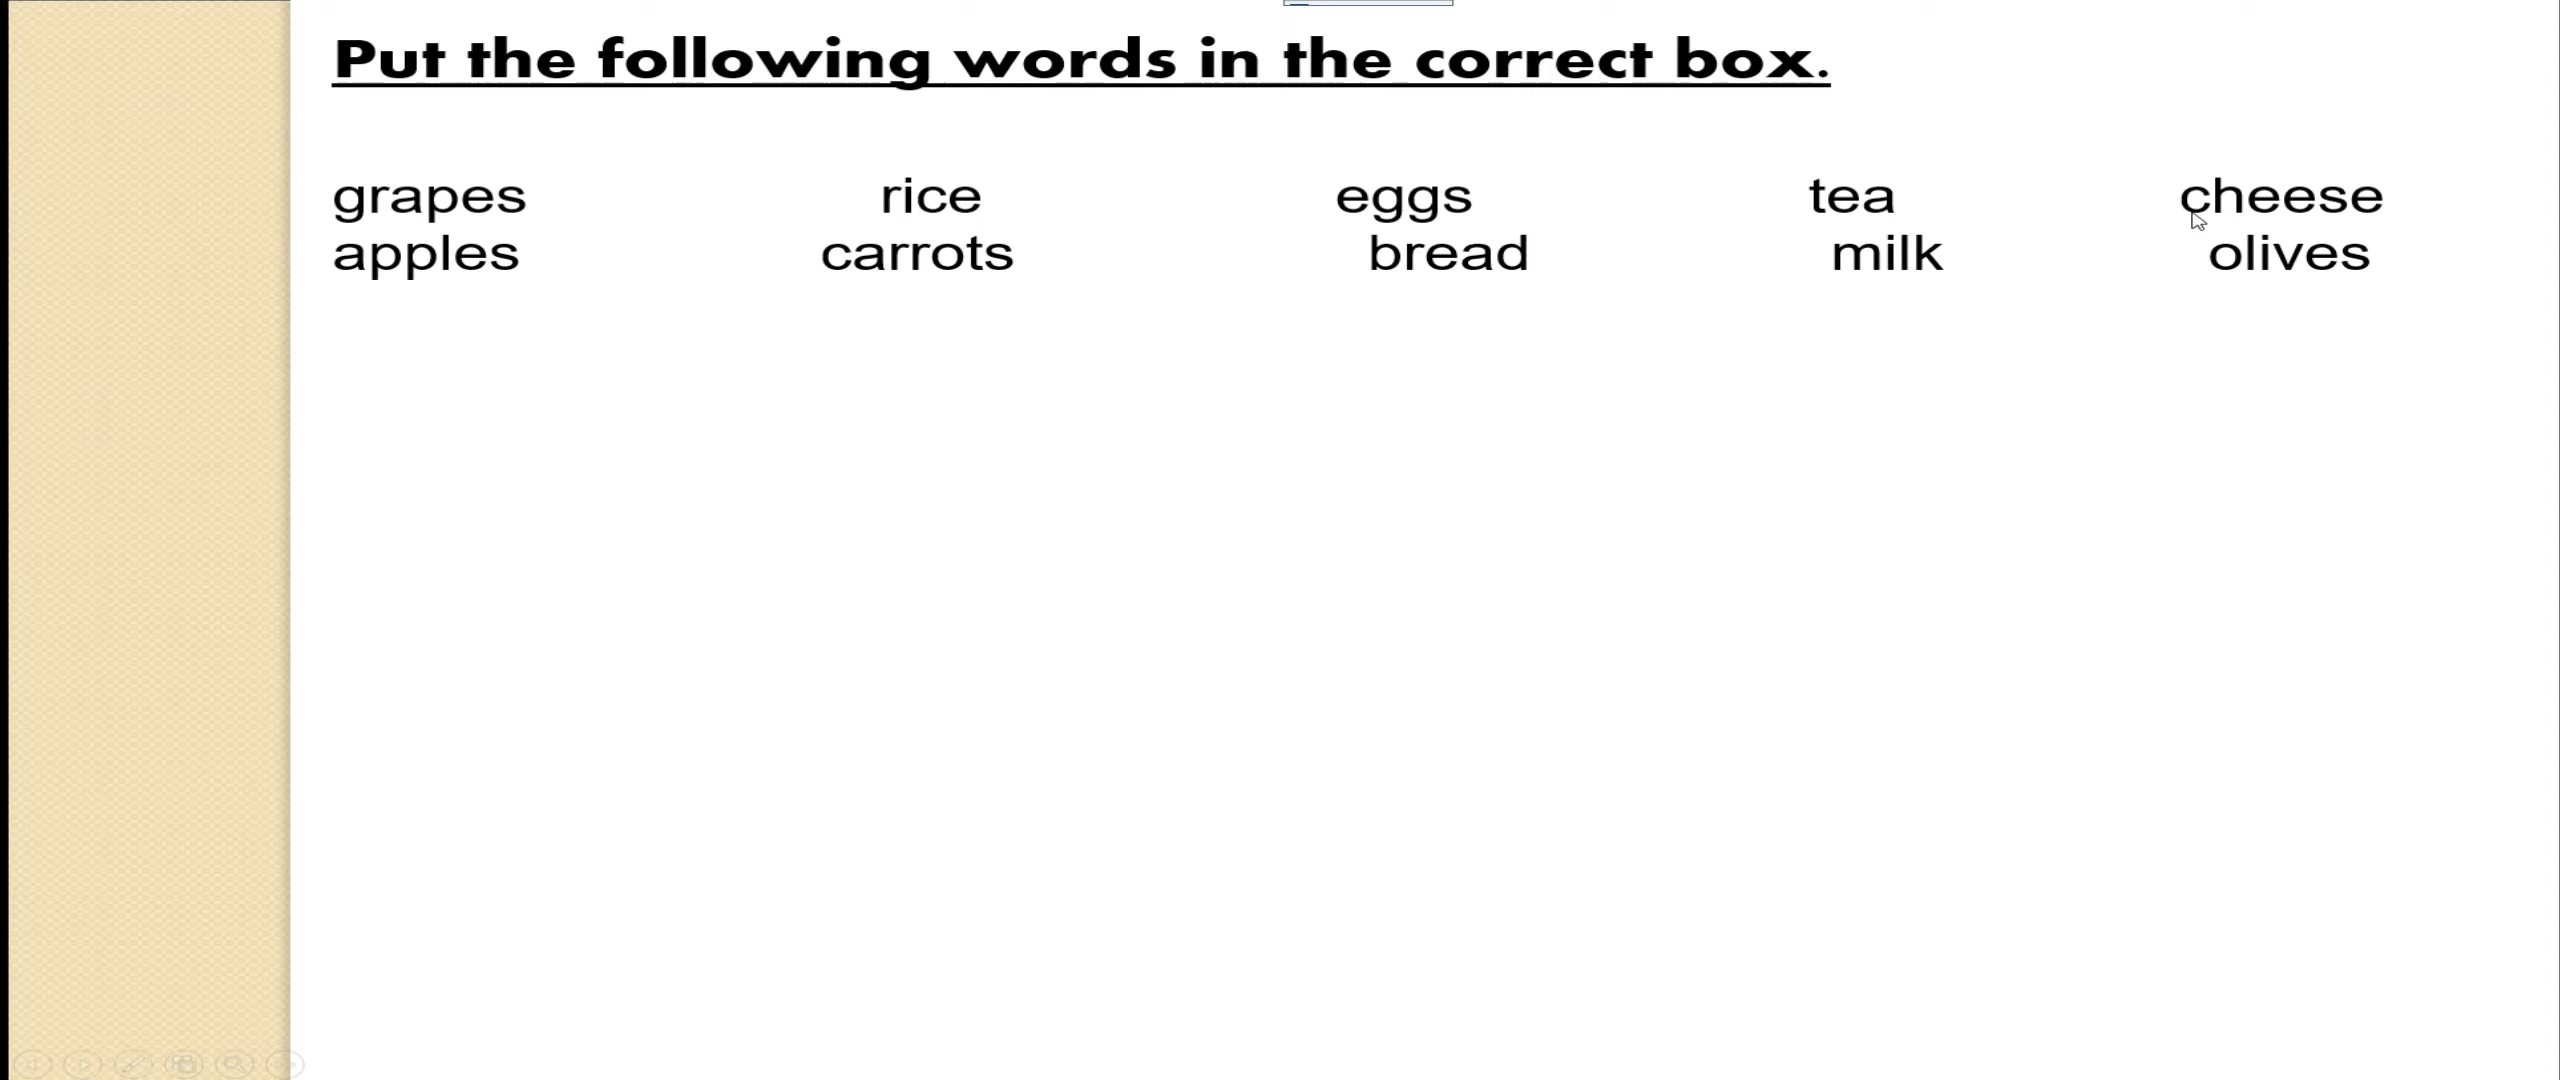 Put the following words in the correct box.
grapes rice eggs tea cheese
apples carrots bread milk olives